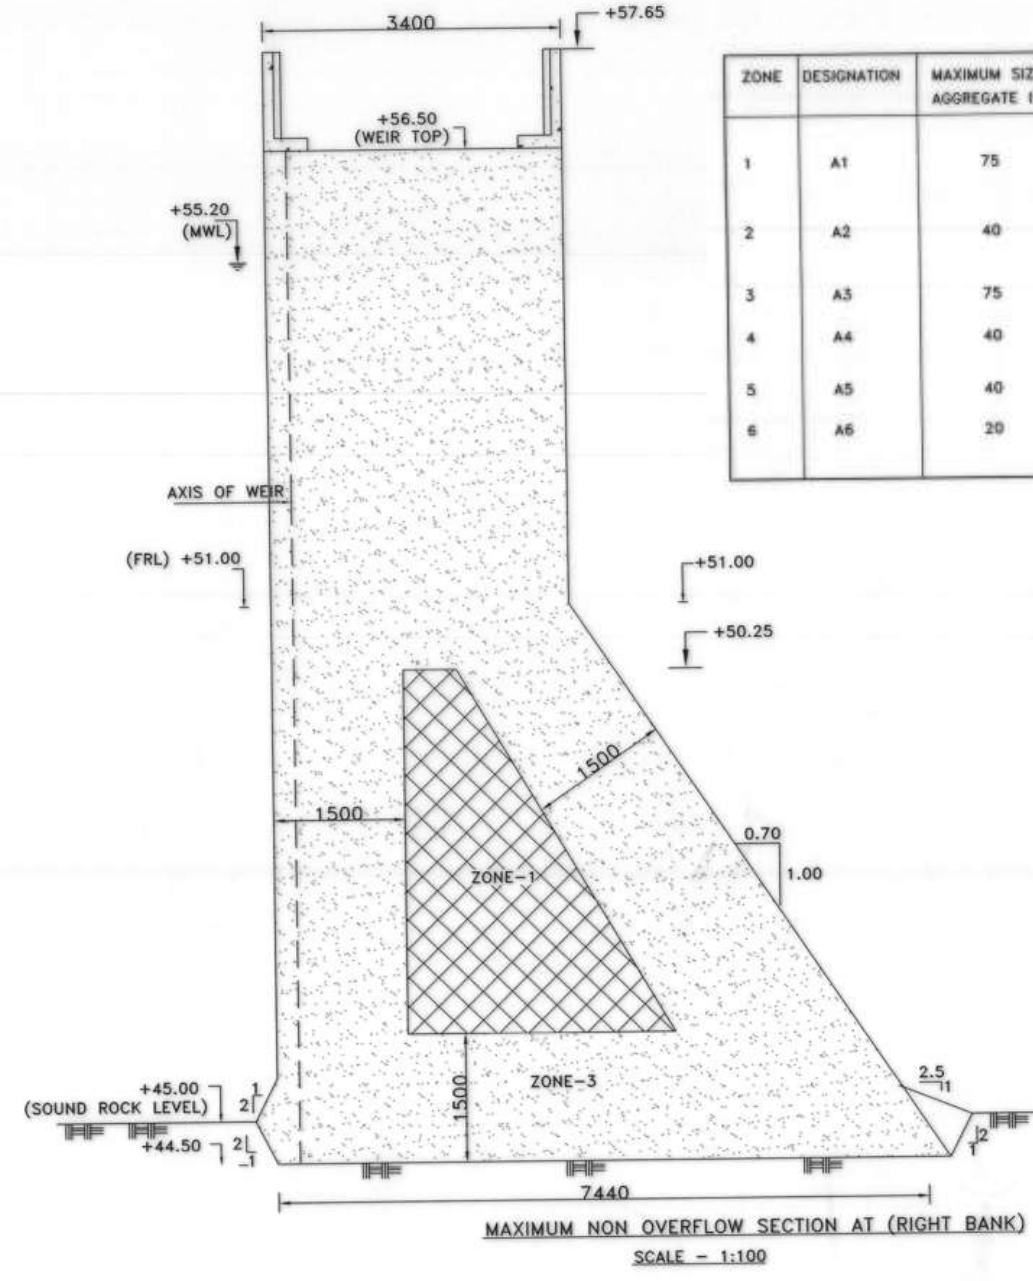 3400
+57.65
+56.50
(WEIR TOP)
+55.20
(MWL)
AXIS OF WEIR
(FRL) +51.00
+51.00
+50.25
1500
1500
0.70
1.00
ZONE-1
ZONE-3
1500
2.5
1
+45.00
(SOUND ROCK LEVEL)
1
2
+44.50
2
1
2
1
7440
MAXIMUM NON OVERFLOW SECTION AT (RIGHT BANK)
SCALE - 1:100
ZONE DESIGNATION MAXIMUM SIZ
AGGREGATE I
1 A1 75
2 A2 40
3 A3 75
4 A4 40
5 A5 40
6 A6 20